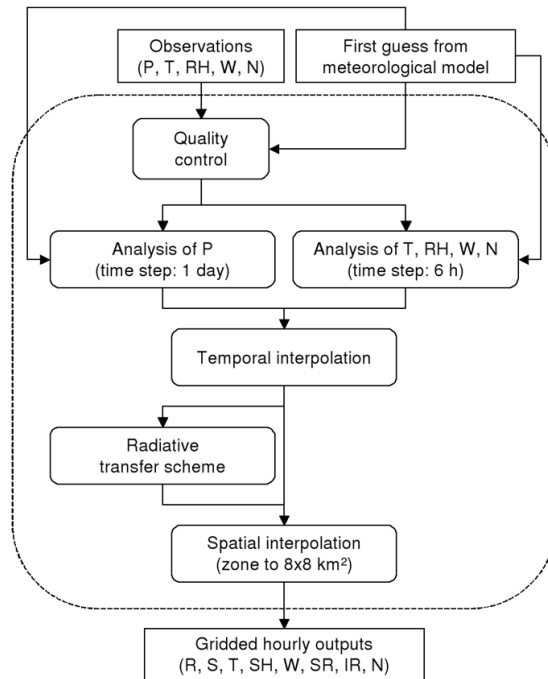 Observations
(P, T, RH, W, N)
First guess from
meteorological model
Quality
control
Analysis of P
(time step: 1 day)
Analysis of T, RH, W, N
(time step: 6 h)
Temporal interpolation
Radiative
transfer scheme
Spatial interpolation
(zone to 8x8 km²)
Gridded hourly outputs
(R, S, T, SH, W, SR, IR, N)